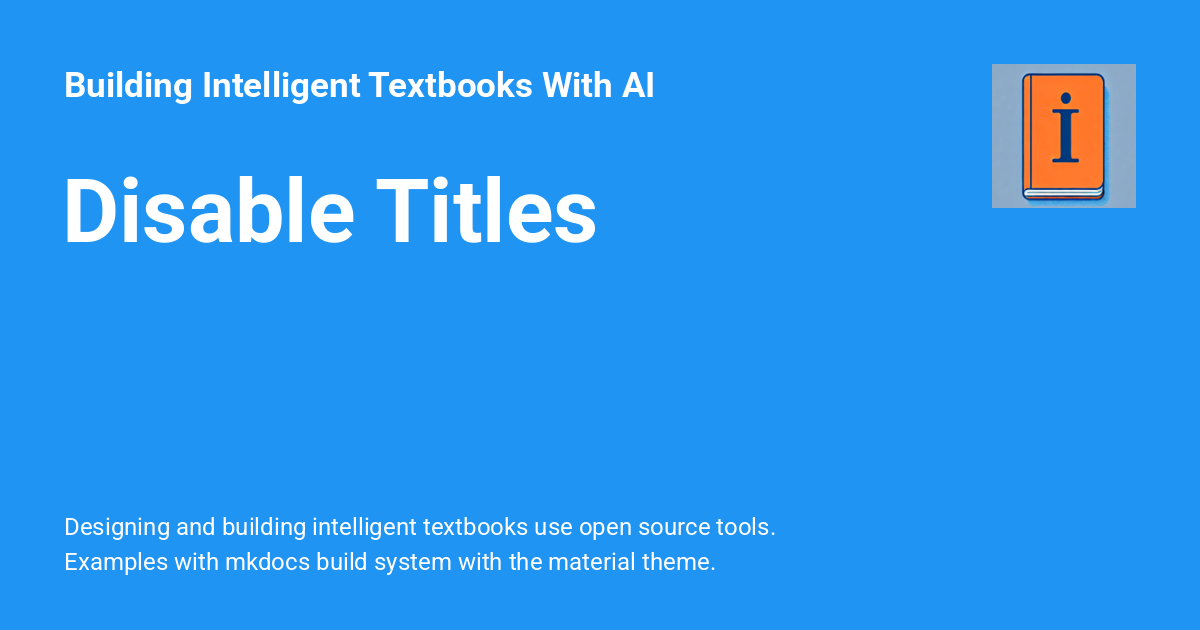 Building Intelligent Textbooks With AI
i
Disable Titles
Designing and building intelligent textbooks use open source tools.
Examples with mkdocs build system with the material theme.